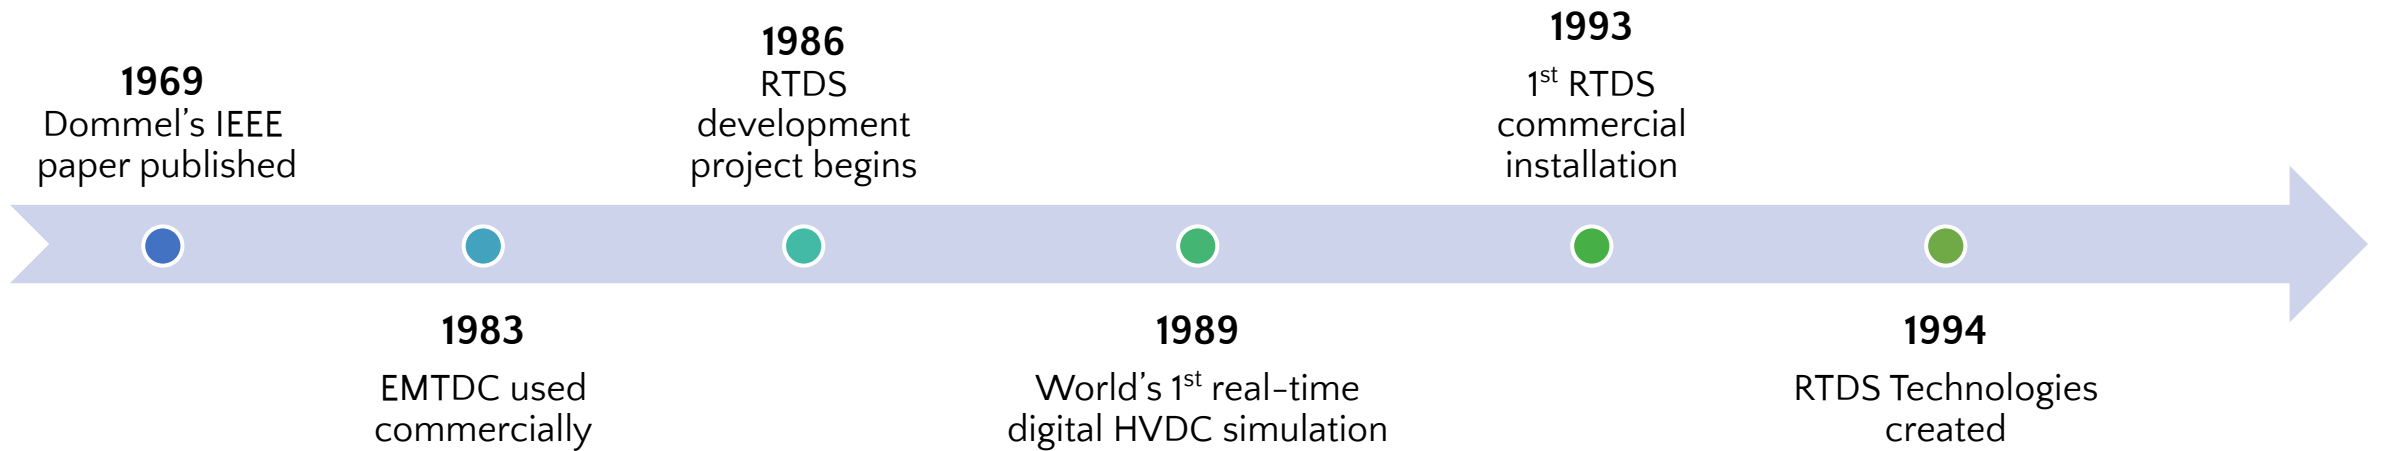 1969
Dommel’s IEEE
paper published
1983
EMTDC used
commercially
1986
RTDS
development
project begins
1989
World’s 1st real-time
digital HVDC simulation
1993
1st RTDS
commercial
installation
1994
RTDS Technologies
created